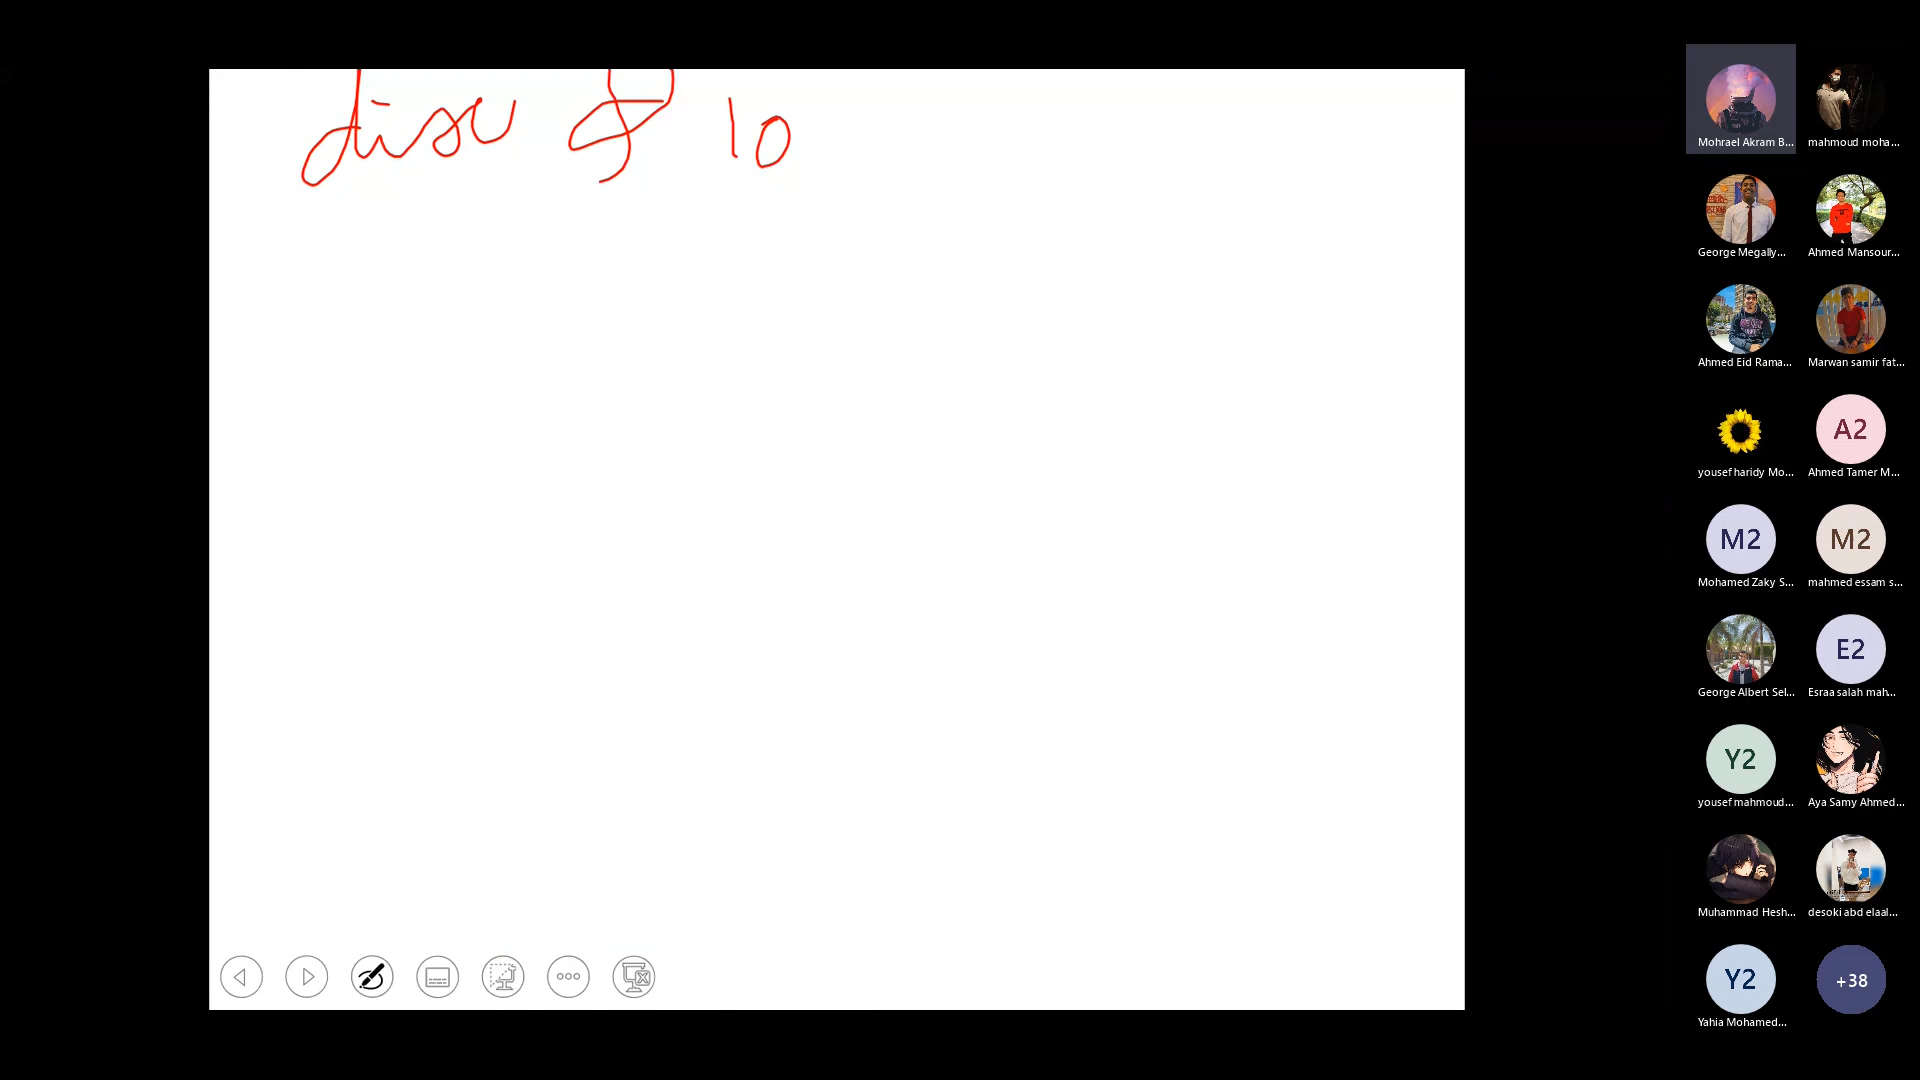 disc & 10
Mohrael Akram B...
mahmoud moha...
George Megally...
Ahmed Mansour...
Ahmed Eid Rama...
Marwan samir fat...
yousef haridy Mo...
A2
Ahmed Tamer M...
M2
Mohamed Zaky S...
M2
mahmed essam s...
George Albert Sel...
E2
Esraa salah mah...
Y2
yousef mahmoud...
Aya Samy Ahmed...
Muhammad Hesh...
desoki abd elaal...
Y2
Yahia Mohamed...
+38